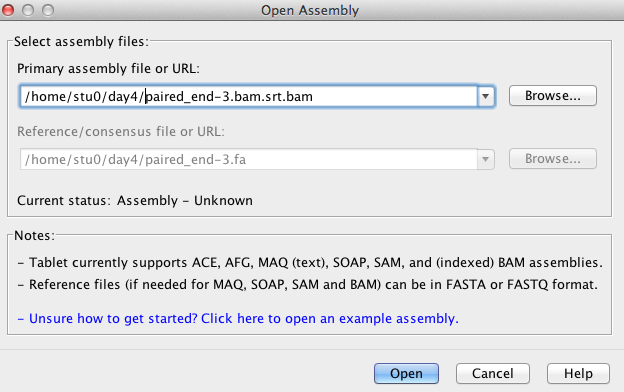 Open Assembly
Select assembly files:
Primary assembly file or URL:
/home/stu0/day4/paired_end-3.bam.srt.bam
Browse...
Reference/consensus file or URL:
/home/stu0/day4/paired_end-3.fa
Browse...
Current status: Assembly - Unknown
Notes:
- Tablet currently supports ACE, AFG, MAQ (text), SOAP, SAM, and (indexed) BAM assemblies.
- Reference files (if needed for MAQ, SOAP, SAM and BAM) can be in FASTA or FASTQ format.
- Unsure how to get started? Click here to open an example assembly.
Open
Cancel
Help